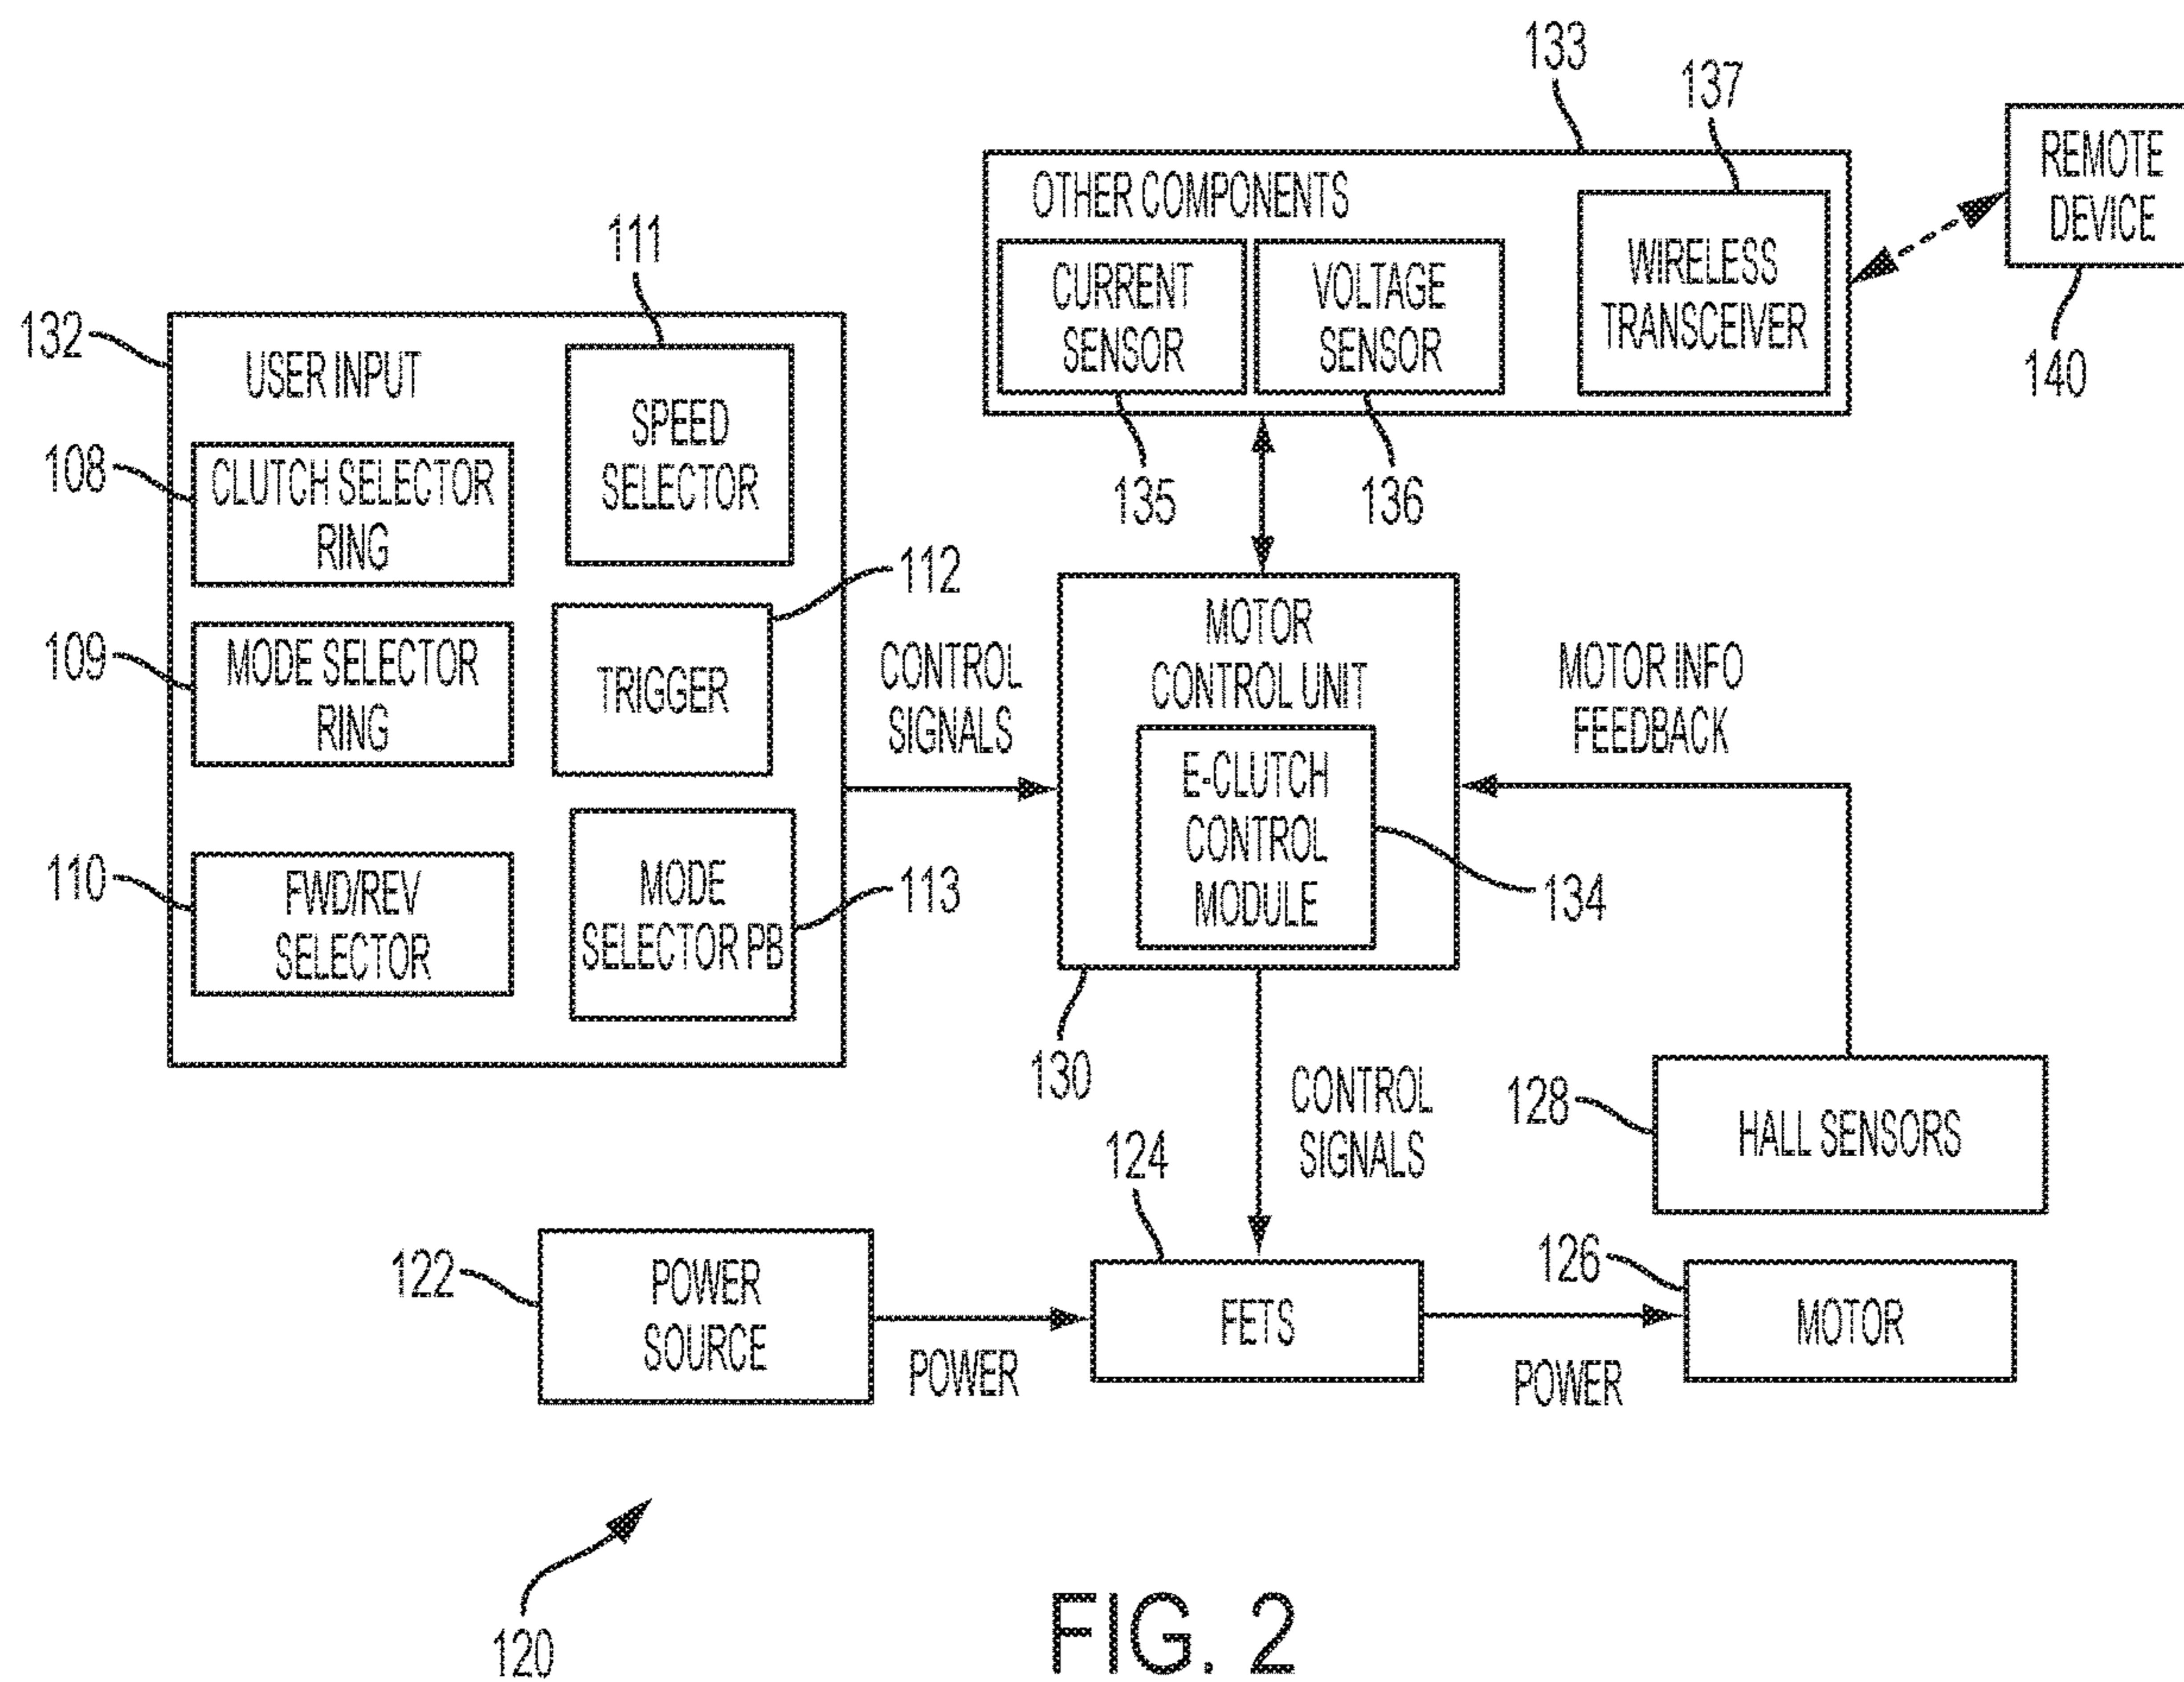 133
137
OTHER COMPONENTS
CURRENT
SENSOR
VOLTAGE
SENSOR
WIRELESS
TRANSCEIVER
REMOTE
DEVICE
140
135
136
132
USER INPUT
111
SPEED
SELECTOR
108
CLUTCH SELECTOR
RING
112
109
MODE SELECTOR
RING
TRIGGER
110
FWD/REV
SELECTOR
MODE
SELECTOR PB
113
CONTROL
SIGNALS
MOTOR
CONTROL UNIT
E-CLUTCH
CONTROL
MODULE
134
130
MOTOR INFO
FEEDBACK
CONTROL
SIGNALS
128
HALL SENSORS
124
122
POWER
SOURCE
POWER
FETS
POWER
126
MOTOR
120
FIG. 2